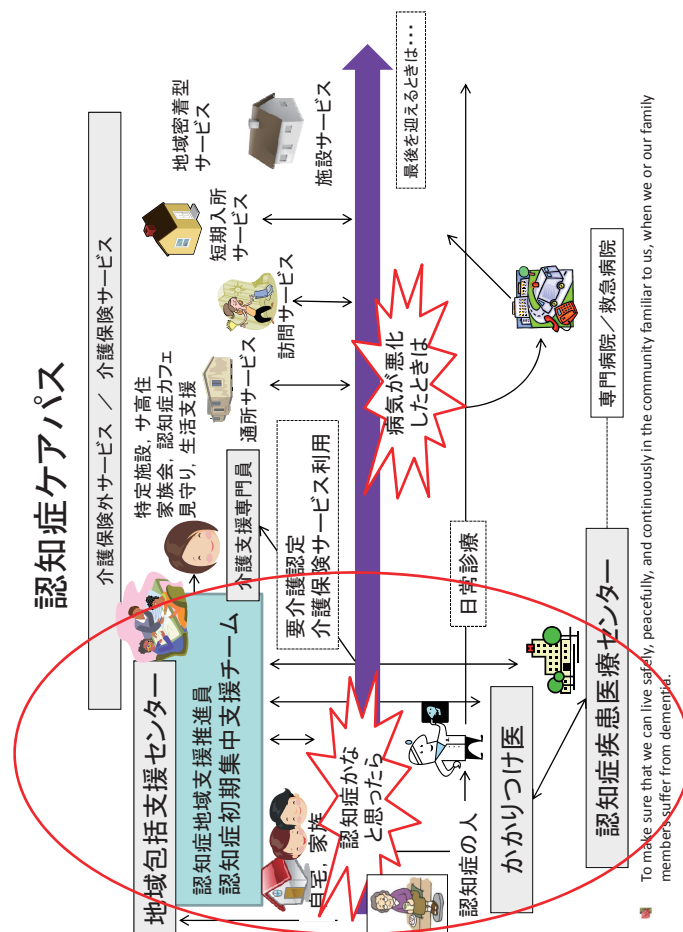 認知症ケアパス
介護保険外サービス ／ 介護保険サービス
地域包括支援センター
認知症地域支援推進員
認知症初期集中支援チーム
特定施設，サ高住
家族会，認知症カフェ
見守り，生活支援
介護支援専門員
通所サービス
訪問サービス
短期入所
サービス
地域密着型
サービス
施設サービス
要介護認定
介護保険サービス利用
自宅，家族
認知症かな
と思ったら
病気が悪化
したときは
最後を迎えるときは・・・
認知症の人
日常診療
かかりつけ医
認知症疾患医療センター
専門病院／救急病院
To make sure that we can live safely, peacefully, and continuously in the community familiar to us, when we or our family
members suffer from dementia.